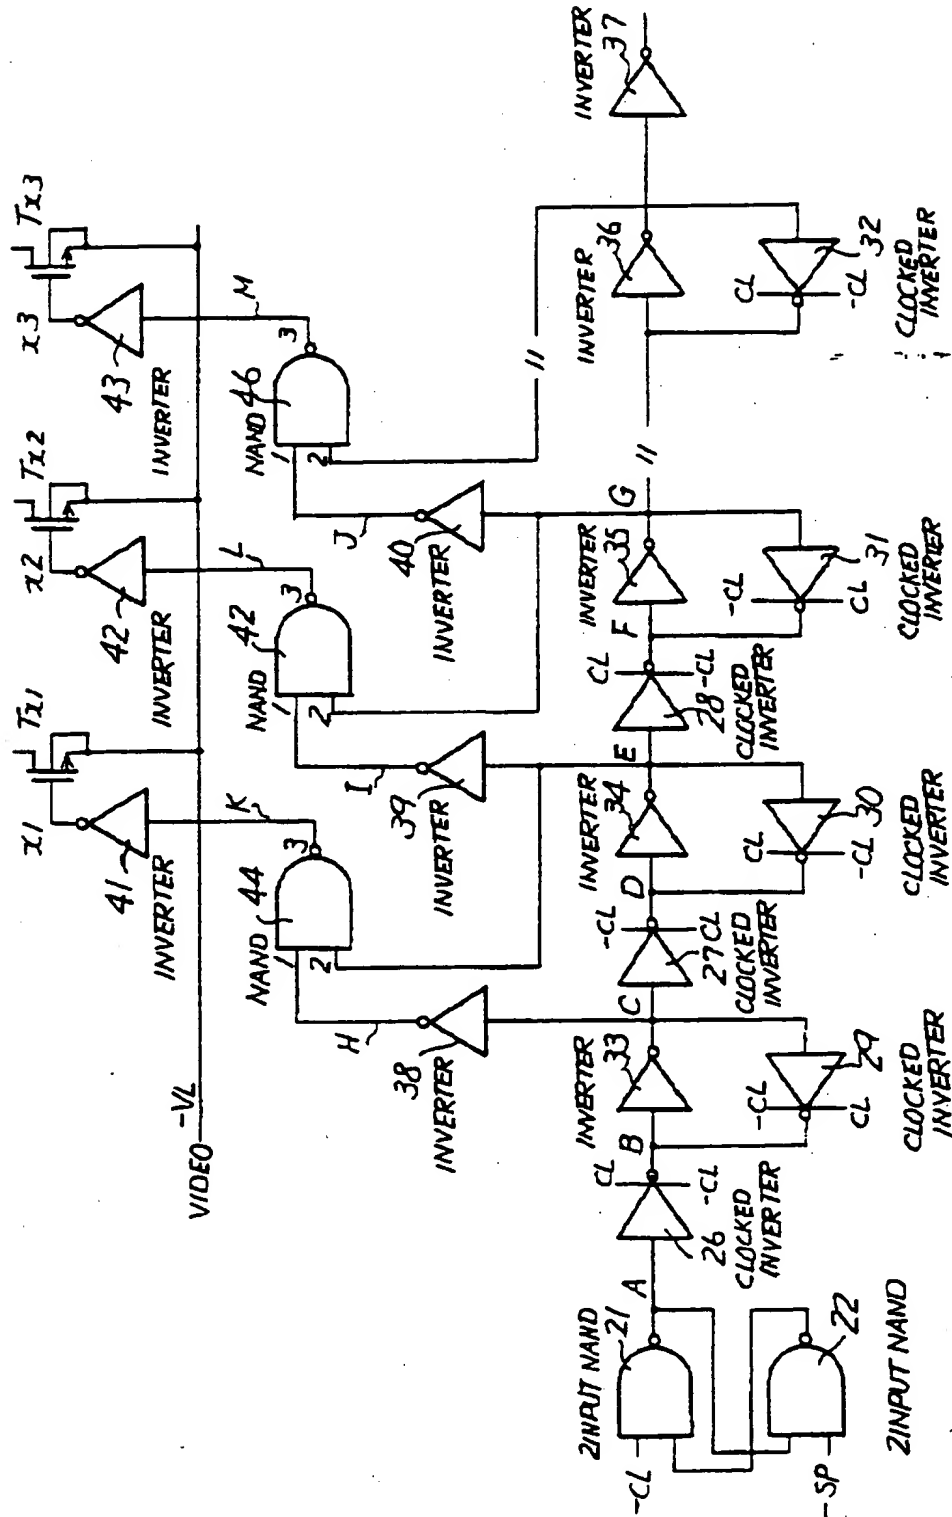 x1
Tx1
x2
Tx2
x3
Tx3
41
INVERTER
42
INVERTER
43
INVERTER
VIDEO
-VL
K
L
M
NAND
44
1
2
3
NAND
42
1
2
3
NAND
46
1
2
3
H
I
J
38
INVERTER
39
INVERTER
40
INVERTER
//
2INPUT NAND
21
-CL
A
26
CLOCKED
INVERTER
CL
-CL
B
INVERTER
33
C
27
CLOCKED
INVERTER
-CL
CL
D
INVERTER
34
E
28
CLOCKED
INVERTER
CL
-CL
F
INVERTER
35
G
//
INVERTER
36
INVERTER
37
-SP
22
2INPUT NAND
-CL
CL
29
CLOCKED
INVERTER
CL
-CL
30
CLOCKED
INVERTER
-CL
CL
31
CLOCKED
INVERTER
CL
-CL
32
CLOCKED
INVERTER